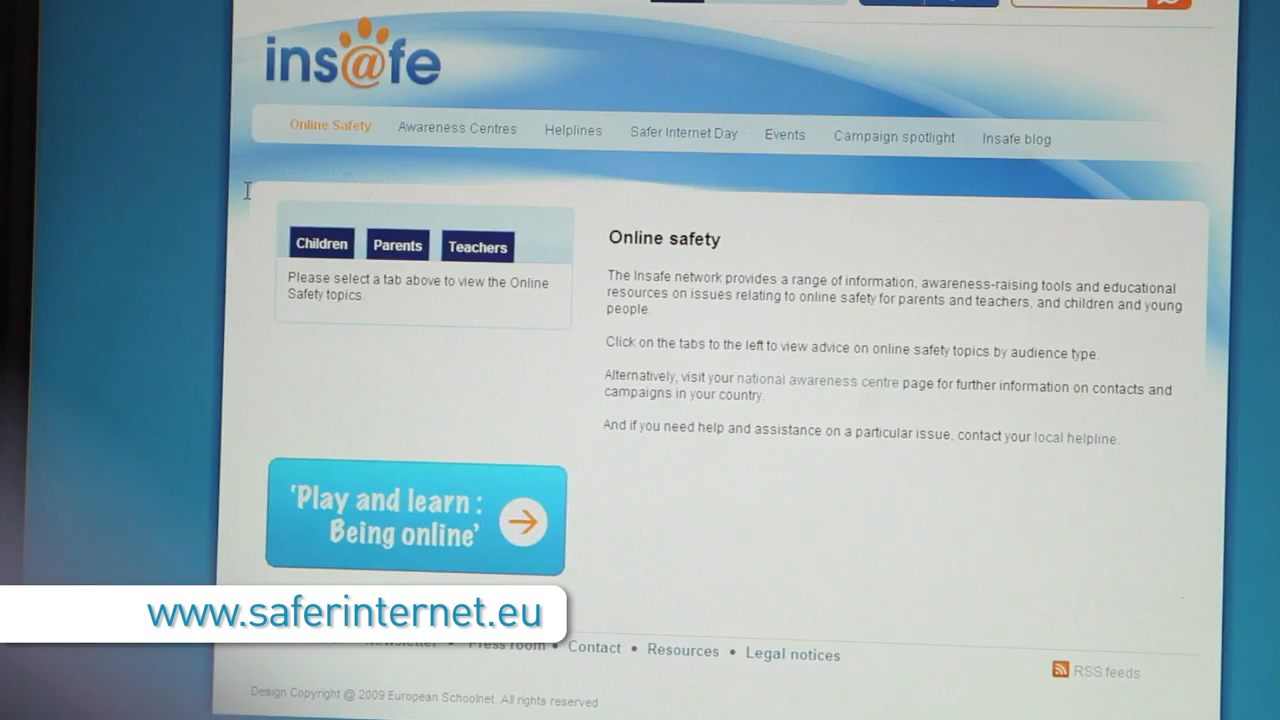 ins@fe
Online Safety Awareness Centres Helplines Safer Internet Day Events Campaign spotlight Insafe blog
Children Parents Teachers
Please select a tab above to view the Online
Safety topics.
Online safety
The Insafe network provides a range of information, awareness-raising tools and educational
resources on issues relating to online safety for parents and teachers, and children and young
people.
Click on the tabs to the left to view advice on online safety topics by audience type.
Alternatively, visit your national awareness centre page for further information on contacts and
campaigns in your country.
And if you need help and assistance on a particular issue, contact your local helpline.
‘Play and learn :
Being online’
www.saferinternet.eu
Newsletter • Press room • Contact • Resources • Legal notices
RSS feeds
Design Copyright @ 2009 European Schoolnet. All rights reserved